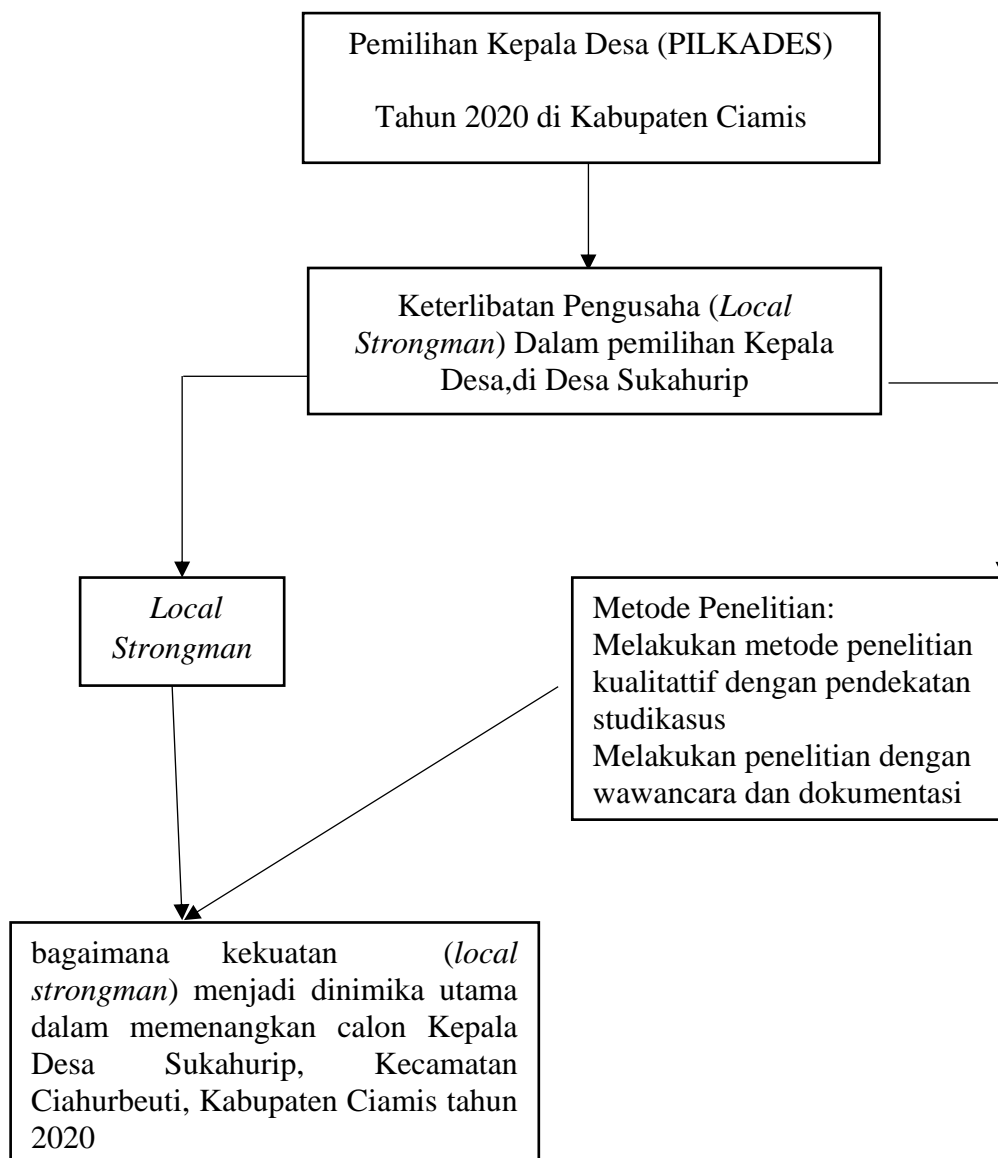 Pemilihan Kepala Desa (PILKADES)
Tahun 2020 di Kabupaten Ciamis
Keterlibatan Pengusaha (Local
Strongman) Dalam pemilihan Kepala
Desa,di Desa Sukahurip
Local
Strongman
Metode Penelitian:
Melakukan metode penelitian
kualitattif dengan pendekatan
studikasus
Melakukan penelitian dengan
wawancara dan dokumentasi
bagaimana kekuatan (local
strongman) menjadi dinimika utama
dalam memenangkan calon Kepala
Desa Sukahurip, Kecamatan
Ciahurbeuti, Kabupaten Ciamis tahun
2020